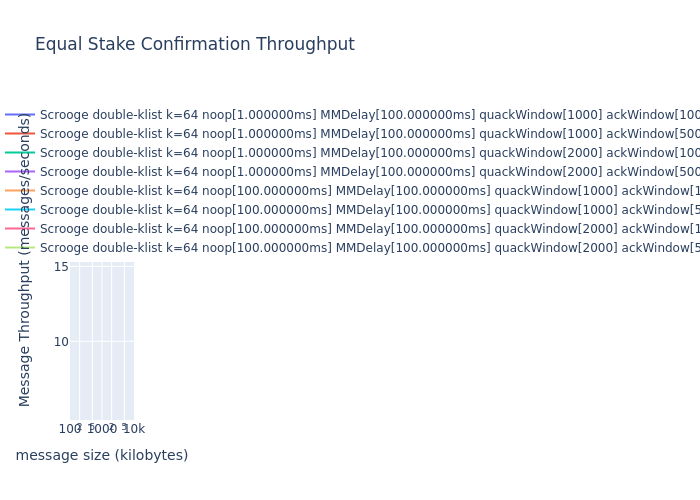 Equal Stake Confirmation Throughput
Scrooge double-klist k=64 noop[1.000000ms] MMDelay[100.000000ms] quackWindow[1000] ackWindow[100
Scrooge double-klist k=64 noop[1.000000ms] MMDelay[100.000000ms] quackWindow[1000] ackWindow[500
Scrooge double-klist k=64 noop[1.000000ms] MMDelay[100.000000ms] quackWindow[2000] ackWindow[100
Scrooge double-klist k=64 noop[1.000000ms] MMDelay[100.000000ms] quackWindow[2000] ackWindow[500
Scrooge double-klist k=64 noop[100.000000ms] MMDelay[100.000000ms] quackWindow[1000] ackWindow[1
Scrooge double-klist k=64 noop[100.000000ms] MMDelay[100.000000ms] quackWindow[1000] ackWindow[5
Scrooge double-klist k=64 noop[100.000000ms] MMDelay[100.000000ms] quackWindow[2000] ackWindow[1
Scrooge double-klist k=64 noop[100.000000ms] MMDelay[100.000000ms] quackWindow[2000] ackWindow[5
Message Throughput (messages/seconds)
15
10
100 2 5 1000 2 5 10k
message size (kilobytes)